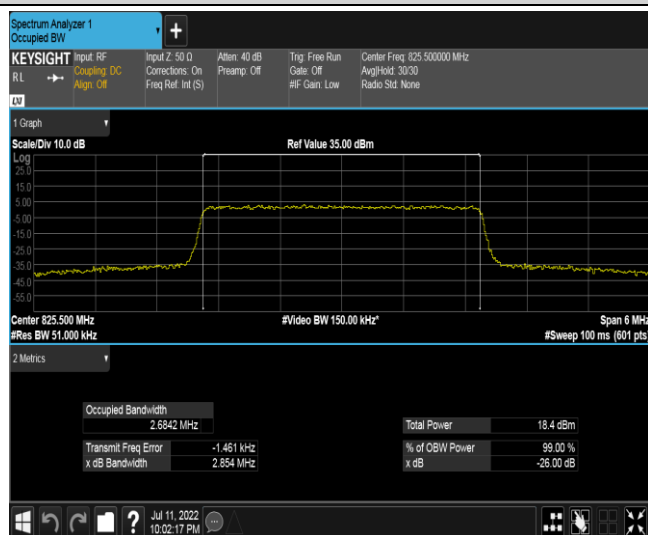 Spectrum Analyzer 1
Occupied BW
+
KEYSIGHT Input: RF Input Z: 50 Ω Atten: 40 dB Trig: Free Run Center Freq: 825.500000 MHz
RL Coupling: DC Corrections: On Preamp: Off Gate: Off Avg|Hold: 30/30
Align: Off Freq Ref: Int (S) #IF Gain: Low Radio Std: None
LXI
1 Graph
Scale/Div 10.0 dB Ref Value 35.00 dBm
Log
25.0
15.0
5.00
-5.00
-15.0
-25.0
-35.0
-45.0
-55.0
Center 825.500 MHz #Video BW 150.00 kHz* Span 6 MHz
#Res BW 51.000 kHz #Sweep 100 ms (601 pts)
2 Metrics
Occupied Bandwidth
2.6842 MHz Total Power 18.4 dBm
Transmit Freq Error -1.461 kHz % of OBW Power 99.00 %
x dB Bandwidth 2.854 MHz x dB -26.00 dB
? Jul 11, 2022
10:02:17 PM